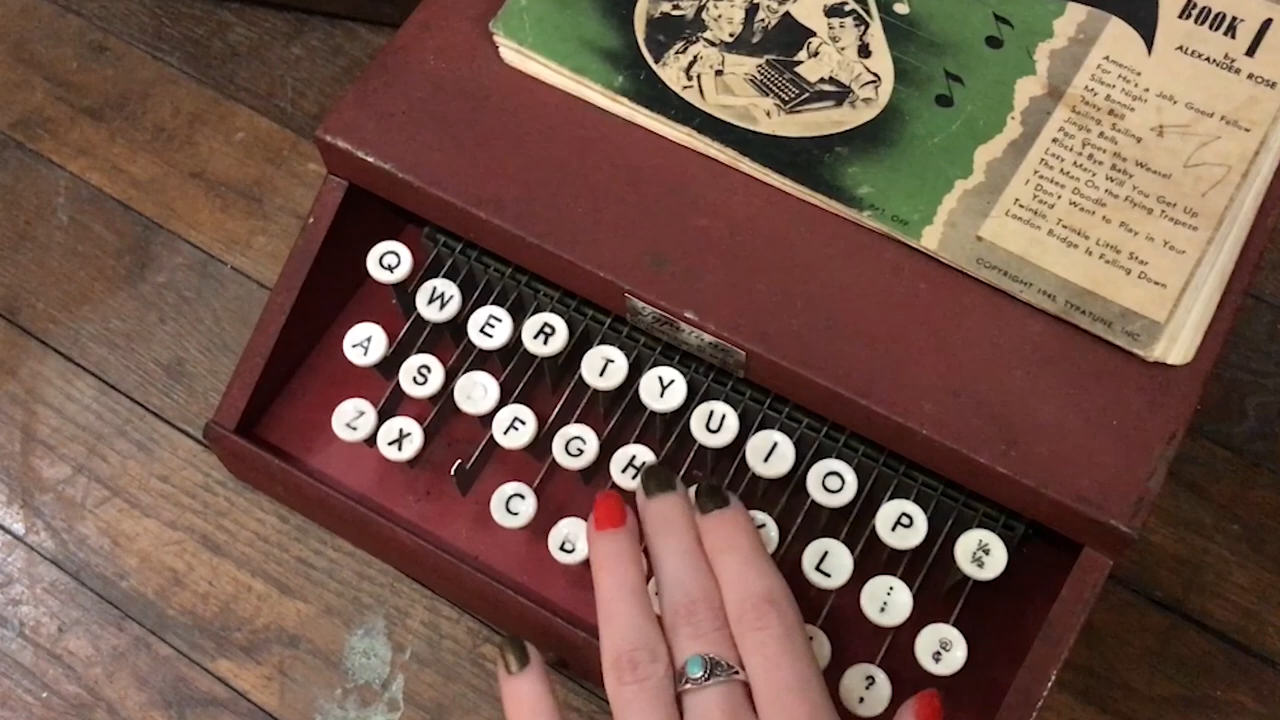 BOOK 1
by
ALEXANDER ROSE
America
For He's a Jolly Good Fellow
Silent Night
My Bonnie
Daisy Bell
Sailing, Sailing
Jingle Bells
Pop Goes the Weasel
Rock-a-Bye Baby
Lazy Mary Will You Get Up
The Man On the Flying Trapeze
Yankee Doodle
I Don't Want to Play in Your
Yard
Twinkle, Twinkle Little Star
London Bridge Is Falling Down
PAT. OFF.
COPYRIGHT 1945, TYPATUNE, INC.
Typatune
Q W E R T Y U I O P ¼ ½
A S F G H L : ;
Z X C B ? , @ ¢